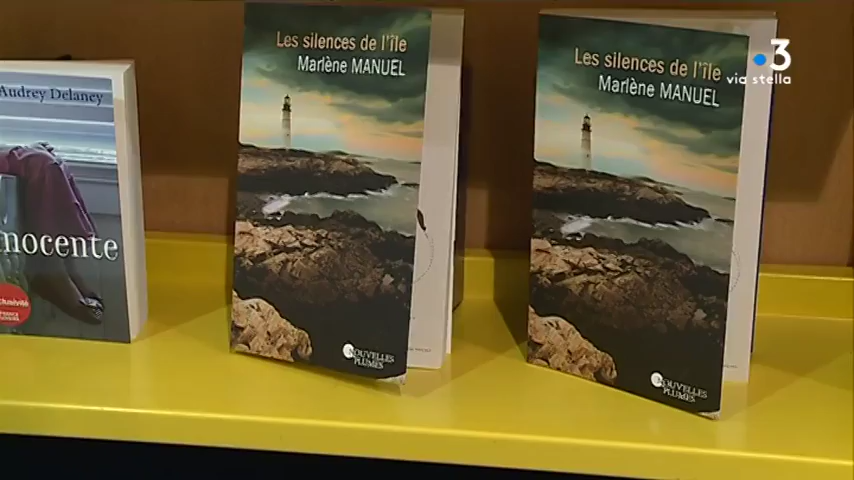 Audrey Delaney
nocente
Les silences de l'île
Marlène MANUEL
NOUVELLES
PLUMES
Les silences de l'île
Marlène MANUEL
NOUVELLES
PLUMES
3
via stella